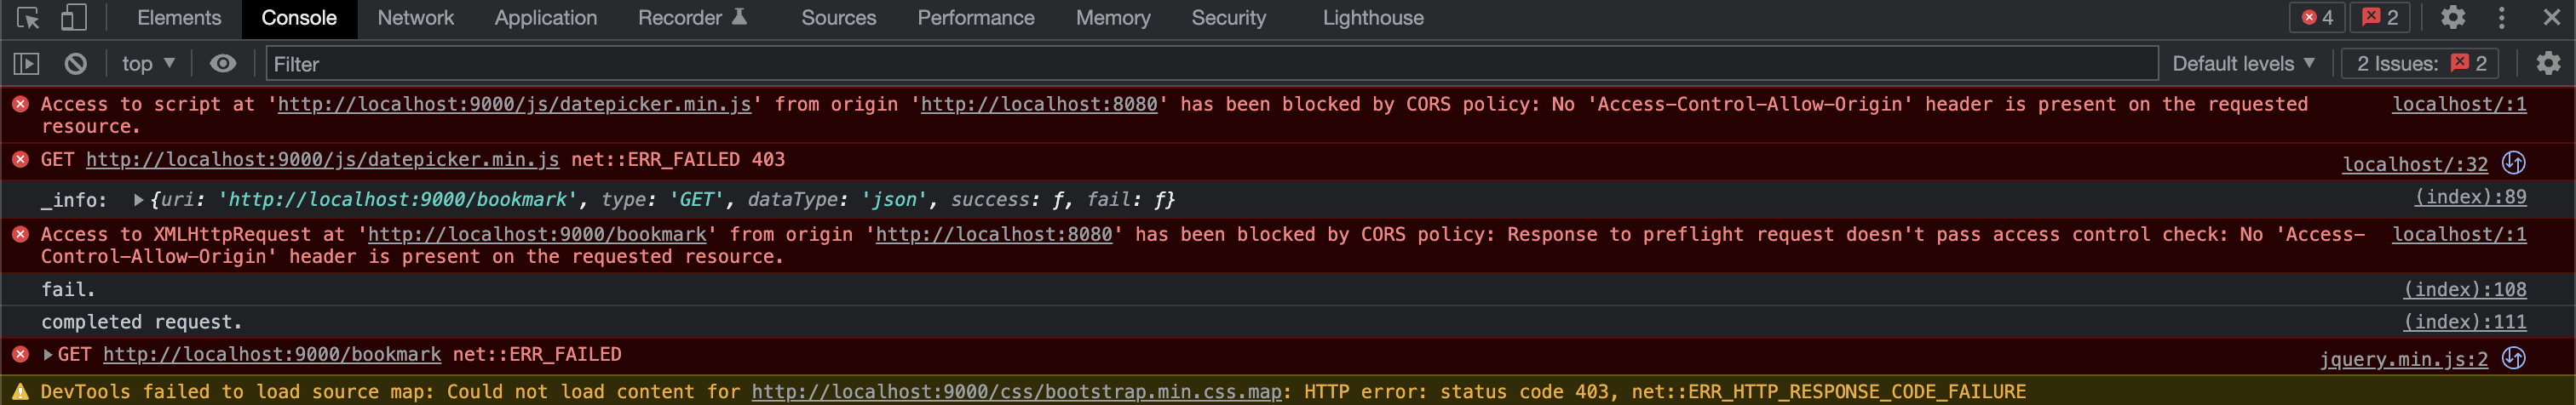 Elements Console Network Application Recorder Sources Performance Memory Security Lighthouse 4 2
top Filter Default levels 2 Issues: 2
Access to script at 'http://localhost:9000/js/datepicker.min.js' from origin 'http://localhost:8080' has been blocked by CORS policy: No 'Access-Control-Allow-Origin' header is present on the requested localhost/:1
resource.
GET http://localhost:9000/js/datepicker.min.js net::ERR_FAILED 403 localhost/:32
_info: ▶{uri: 'http://localhost:9000/bookmark', type: 'GET', dataType: 'json', success: ƒ, fail: ƒ} (index):89
Access to XMLHttpRequest at 'http://localhost:9000/bookmark' from origin 'http://localhost:8080' has been blocked by CORS policy: Response to preflight request doesn't pass access control check: No 'Access- localhost/:1
Control-Allow-Origin' header is present on the requested resource.
fail. (index):108
completed request. (index):111
▶GET http://localhost:9000/bookmark net::ERR_FAILED jquery.min.js:2
DevTools failed to load source map: Could not load content for http://localhost:9000/css/bootstrap.min.css.map: HTTP error: status code 403, net::ERR_HTTP_RESPONSE_CODE_FAILURE